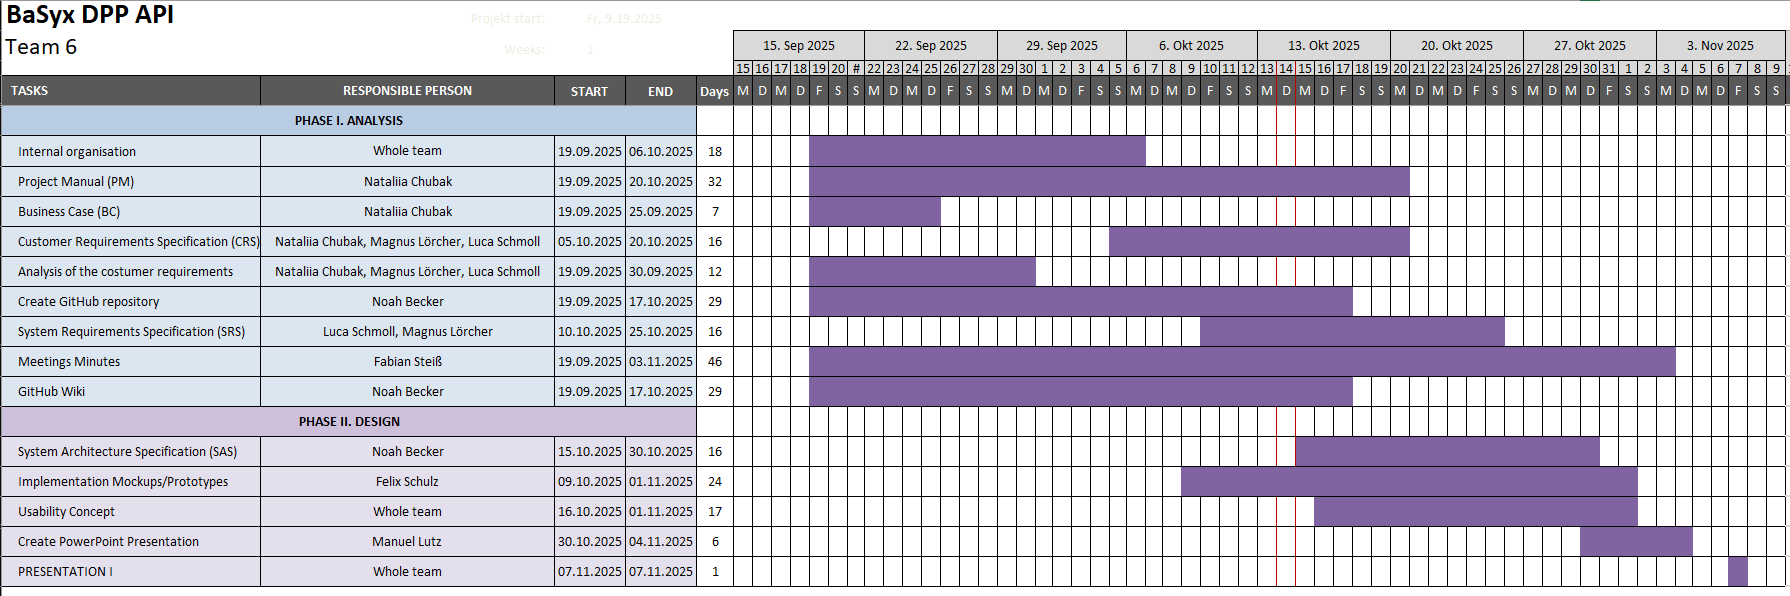 BaSyx DPP API
Projekt start: Fr, 9.19.2025
Team 6
Weeks: 1
15. Sep 2025 22. Sep 2025 29. Sep 2025 6. Okt 2025 13. Okt 2025 20. Okt 2025 27. Okt 2025 3. Nov 2025
15 16 17 18 19 20 # 22 23 24 25 26 27 28 29 30 1 2 3 4 5 6 7 8 9 10 11 12 13 14 15 16 17 18 19 20 21 22 23 24 25 26 27 28 29 30 31 1 2 3 4 5 6 7 8 9
TASKS RESPONSIBLE PERSON START END Days M D M D F S S M D M D F S S M D M D F S S M D M D F S S M D M D F S S M D M D F S S M D M D F S S M D M D F S S
PHASE I. ANALYSIS
Internal organisation Whole team 19.09.2025 06.10.2025 18
Project Manual (PM) Nataliia Chubak 19.09.2025 20.10.2025 32
Business Case (BC) Nataliia Chubak 19.09.2025 25.09.2025 7
Customer Requirements Specification (CRS) Nataliia Chubak, Magnus Lörcher, Luca Schmoll 05.10.2025 20.10.2025 16
Analysis of the costumer requirements Nataliia Chubak, Magnus Lörcher, Luca Schmoll 19.09.2025 30.09.2025 12
Create GitHub repository Noah Becker 19.09.2025 17.10.2025 29
System Requirements Specification (SRS) Luca Schmoll, Magnus Lörcher 10.10.2025 25.10.2025 16
Meetings Minutes Fabian Steiß 19.09.2025 03.11.2025 46
GitHub Wiki Noah Becker 19.09.2025 17.10.2025 29
PHASE II. DESIGN
System Architecture Specification (SAS) Noah Becker 15.10.2025 30.10.2025 16
Implementation Mockups/Prototypes Felix Schulz 09.10.2025 01.11.2025 24
Usability Concept Whole team 16.10.2025 01.11.2025 17
Create PowerPoint Presentation Manuel Lutz 30.10.2025 04.11.2025 6
PRESENTATION I Whole team 07.11.2025 07.11.2025 1